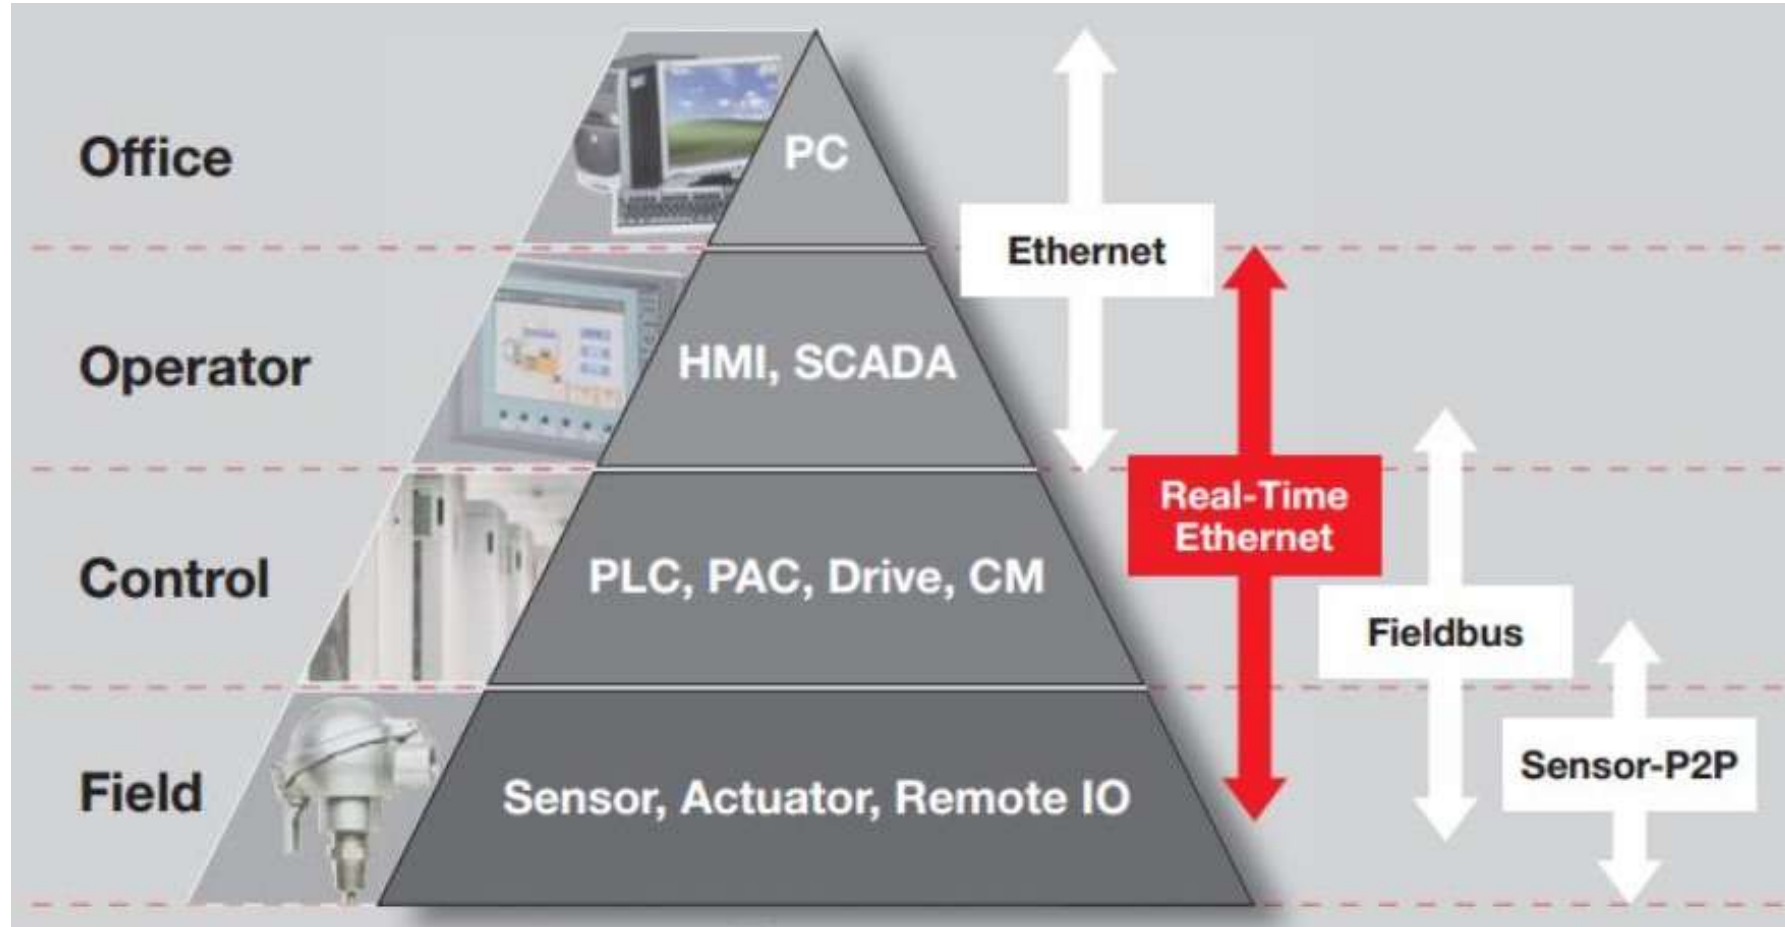 Office
PC
Ethernet
Operator
HMI, SCADA
Real-Time
Ethernet
Control
PLC, PAC, Drive, CM
Fieldbus
Field
Sensor, Actuator, Remote IO
Sensor-P2P